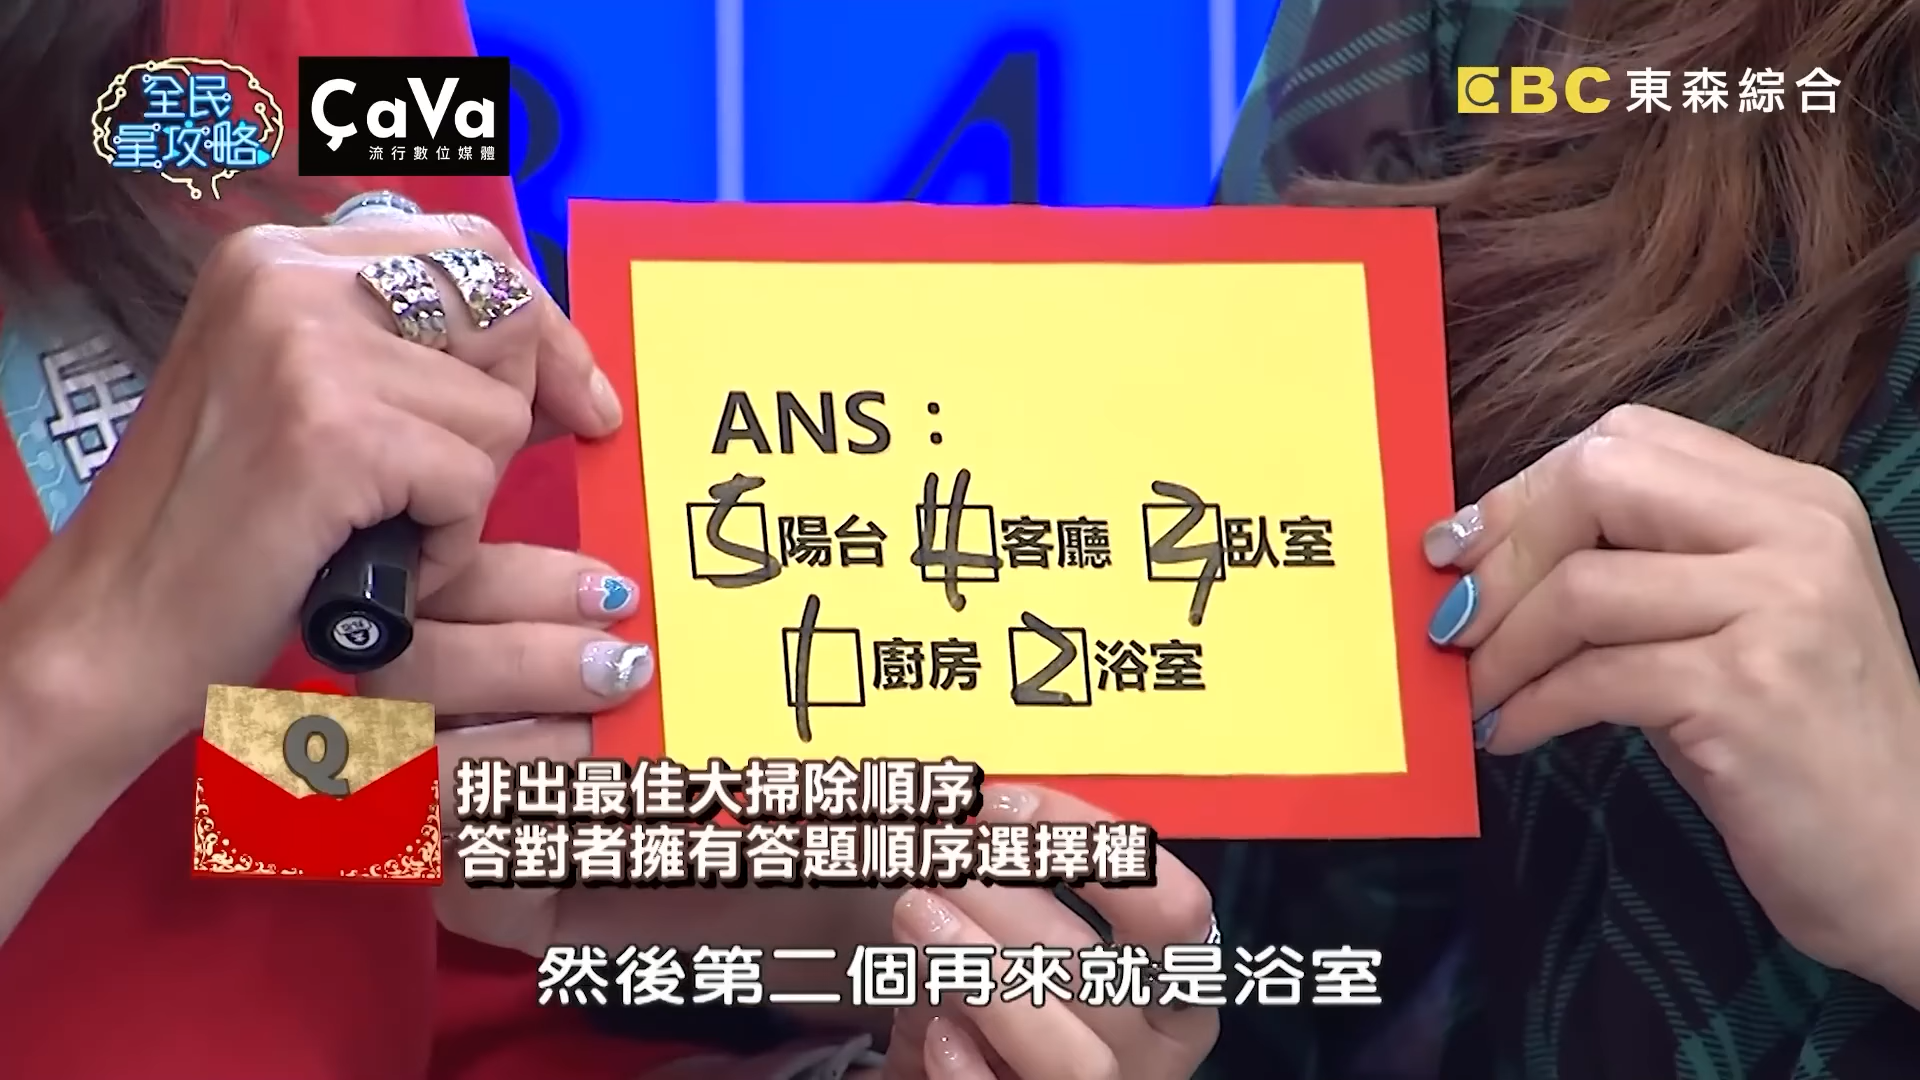 全民
星攻略
ÇaVa
流行數位媒體
EBC 東森綜合
ANS：
5陽台 4客廳 3臥室
1廚房 2浴室
Q
排出最佳大掃除順序
答對者擁有答題順序選擇權
然後第二個再來就是浴室